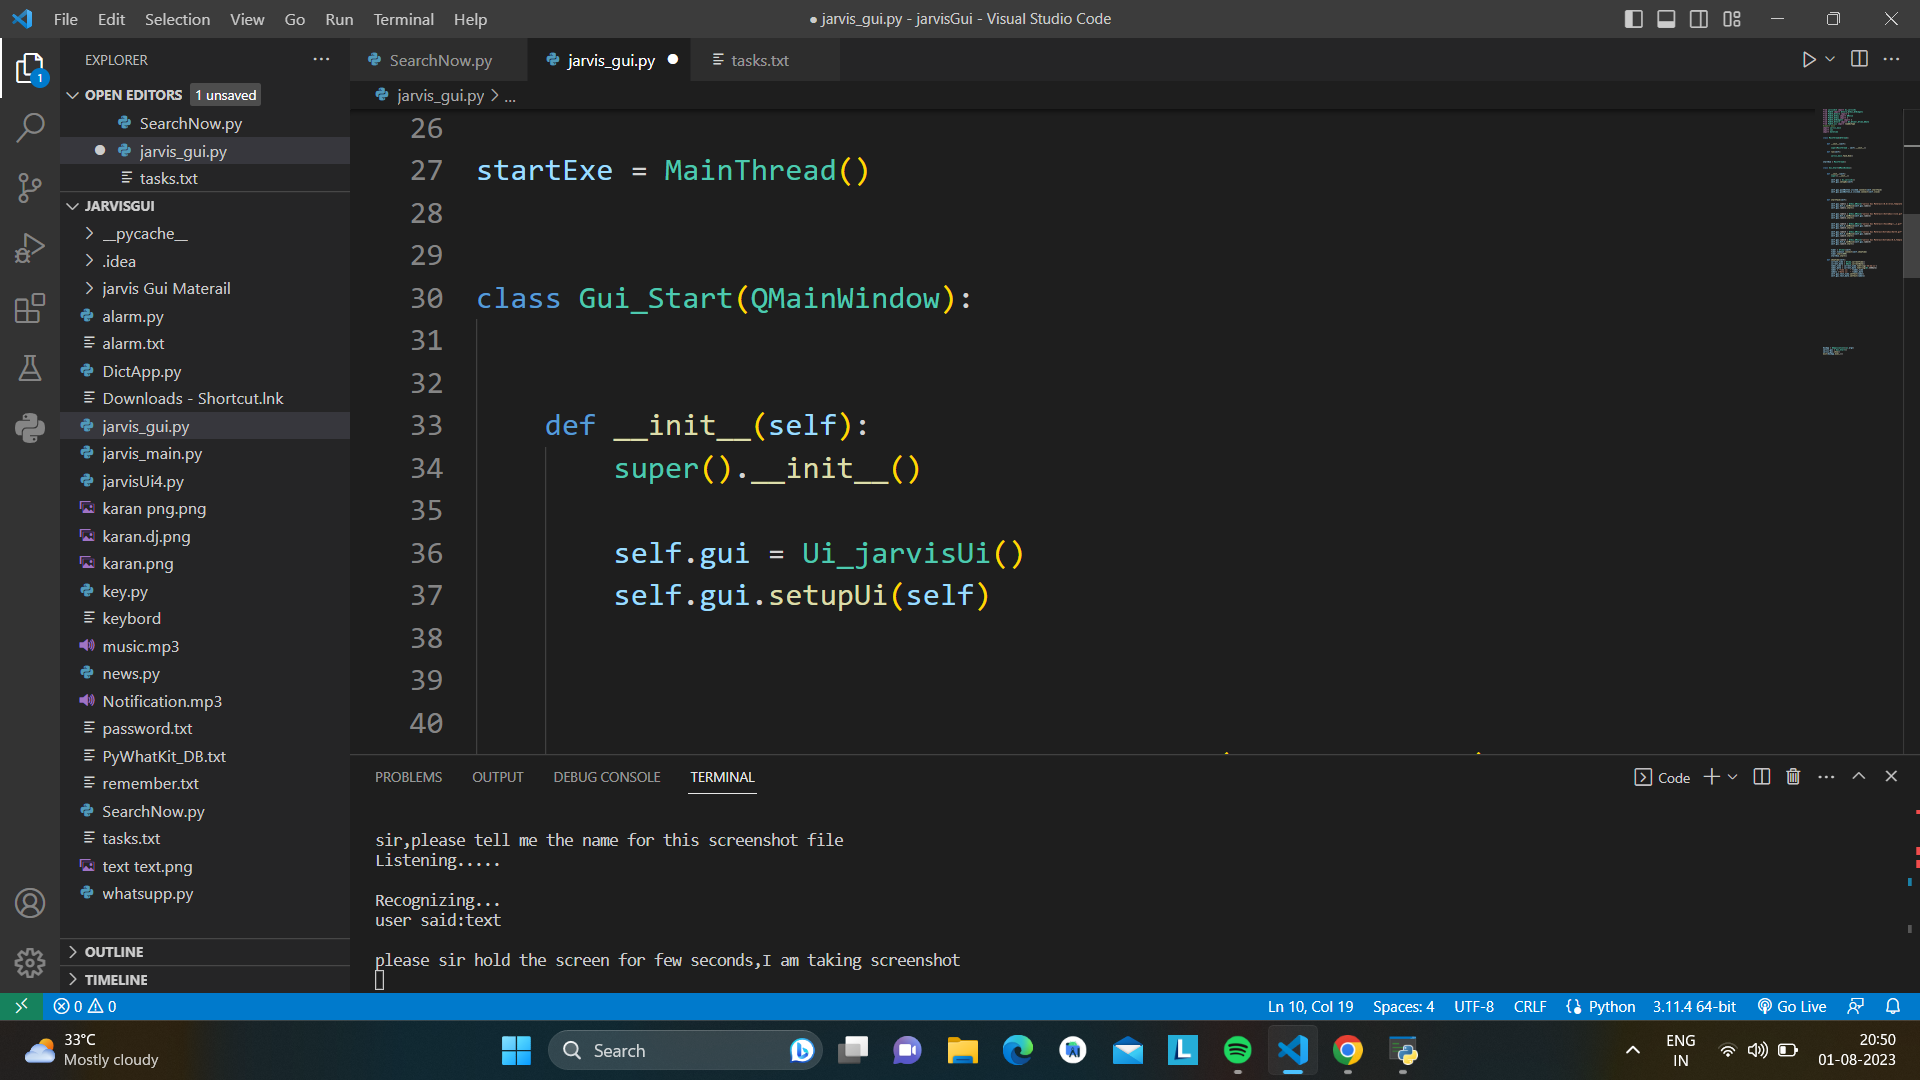 File Edit Selection View Go Run Terminal Help
● jarvis_gui.py - jarvisGui - Visual Studio Code
EXPLORER
OPEN EDITORS 1 unsaved
SearchNow.py
jarvis_gui.py
tasks.txt
JARVISGUI
__pycache__
.idea
jarvis Gui Materail
alarm.py
alarm.txt
DictApp.py
Downloads - Shortcut.lnk
jarvis_gui.py
jarvis_main.py
jarvisUi4.py
karan png.png
karan.dj.png
karan.png
key.py
keybord
music.mp3
news.py
Notification.mp3
password.txt
PyWhatKit_DB.txt
remember.txt
SearchNow.py
tasks.txt
text text.png
whatsupp.py
OUTLINE
TIMELINE
1
SearchNow.py jarvis_gui.py tasks.txt
jarvis_gui.py > ...
26
27 startExe = MainThread()
28
29
30 class Gui_Start(QMainWindow):
31
32
33 def __init__(self):
34 super().__init__()
35
36 self.gui = Ui_jarvisUi()
37 self.gui.setupUi(self)
38
39
40
PROBLEMS OUTPUT DEBUG CONSOLE TERMINAL
Code
sir,please tell me the name for this screenshot file
Listening.....
Recognizing...
user said:text
please sir hold the screen for few seconds,I am taking screenshot
0 0
Ln 10, Col 19 Spaces: 4 UTF-8 CRLF Python 3.11.4 64-bit Go Live
33°C
Mostly cloudy
Search
L
ENG
IN
20:50
01-08-2023